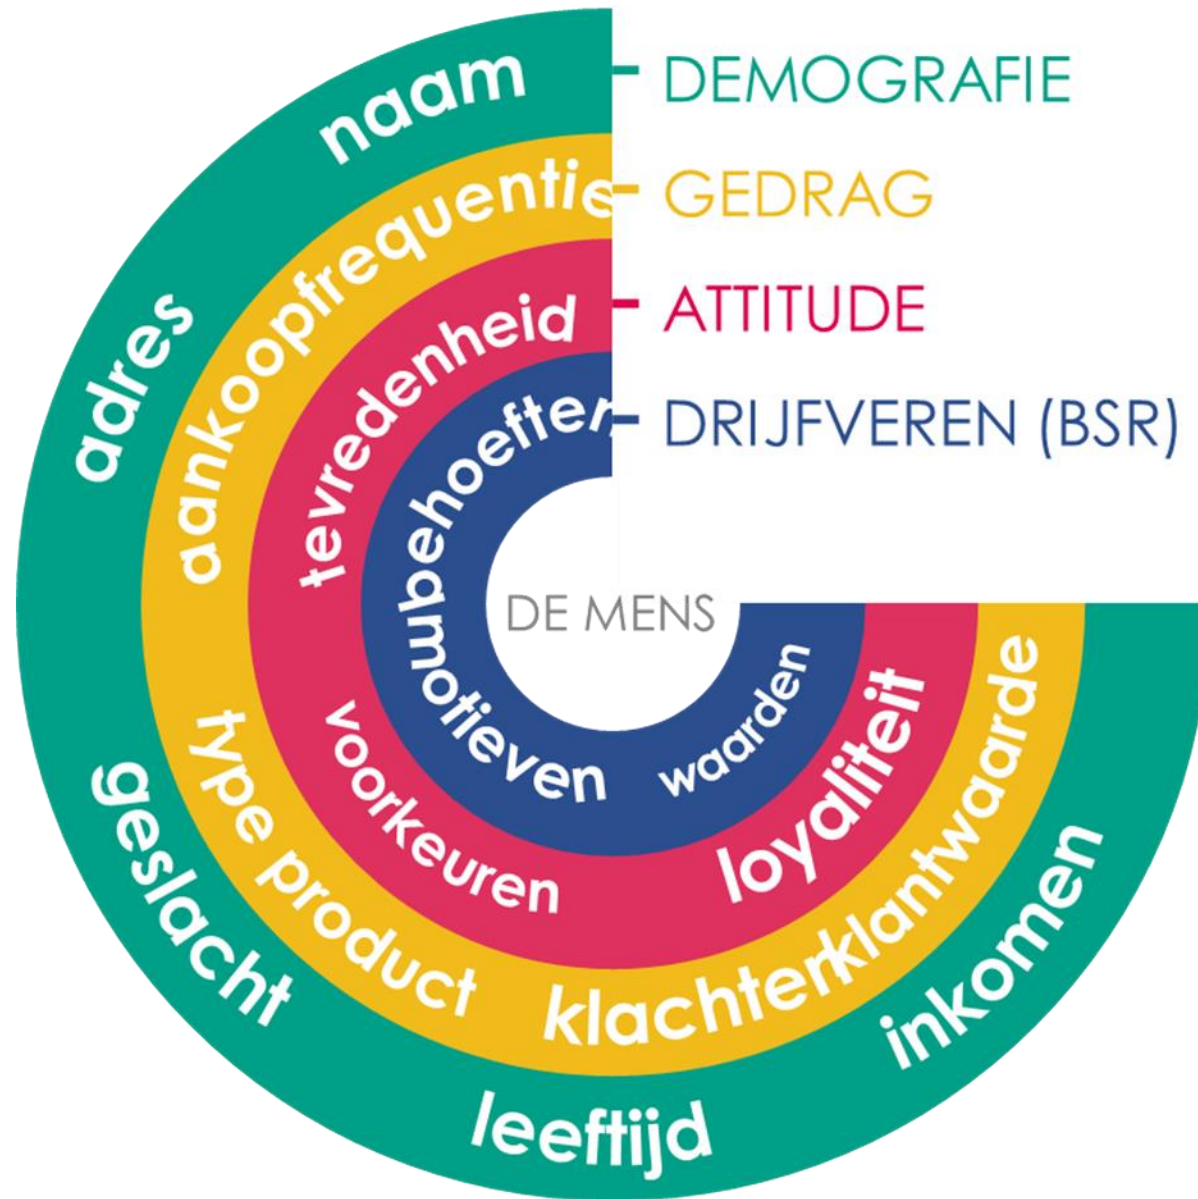 DEMOGRAFIE
GEDRAG
ATTITUDE
DRIJFVEREN (BSR)
DE MENS
naam
adres
geslacht
leeftijd
inkomen
aankoopfrequentie
type product
klachten
klantwaarde
tevredenheid
voorkeuren
loyaliteit
behoeften
motieven
waarden